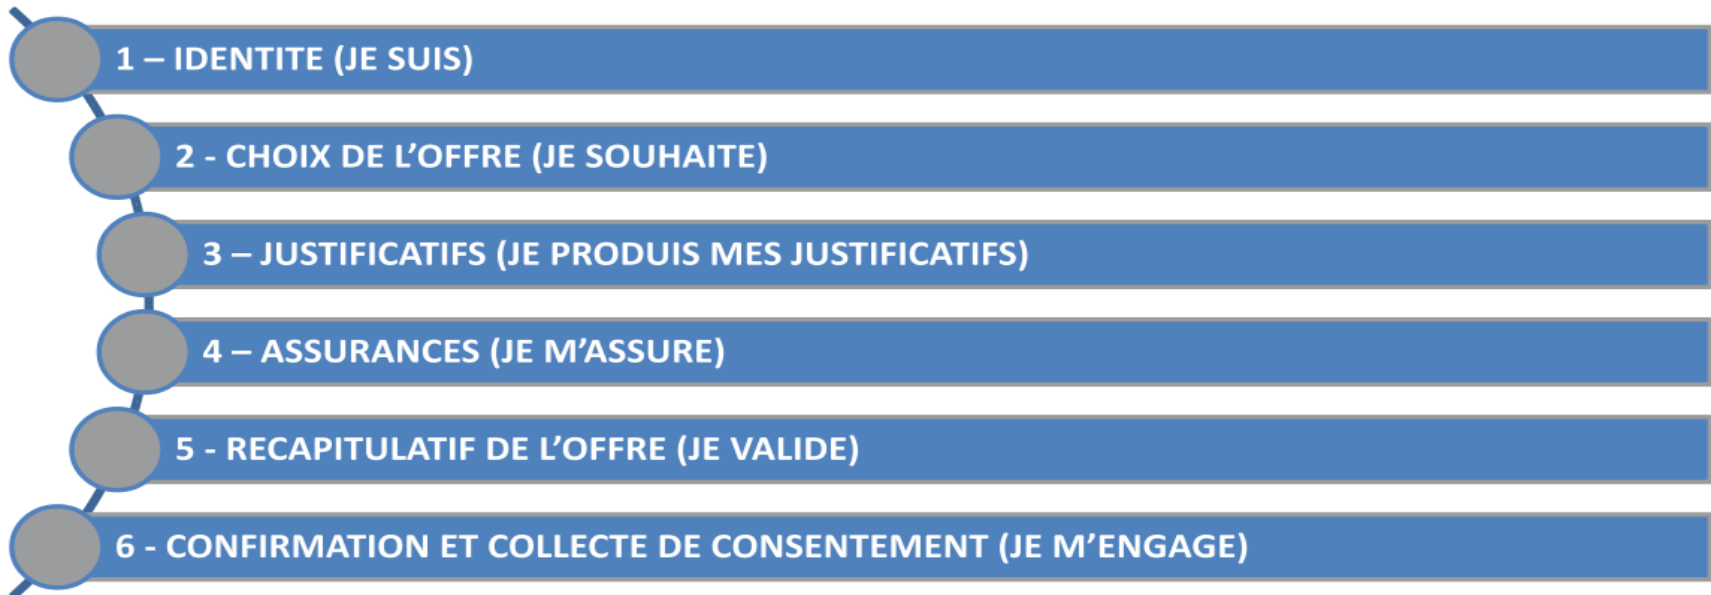 1 – IDENTITE (JE SUIS)
2 - CHOIX DE L’OFFRE (JE SOUHAITE)
3 – JUSTIFICATIFS (JE PRODUIS MES JUSTIFICATIFS)
4 – ASSURANCES (JE M’ASSURE)
5 - RECAPITULATIF DE L’OFFRE (JE VALIDE)
6 - CONFIRMATION ET COLLECTE DE CONSENTEMENT (JE M’ENGAGE)